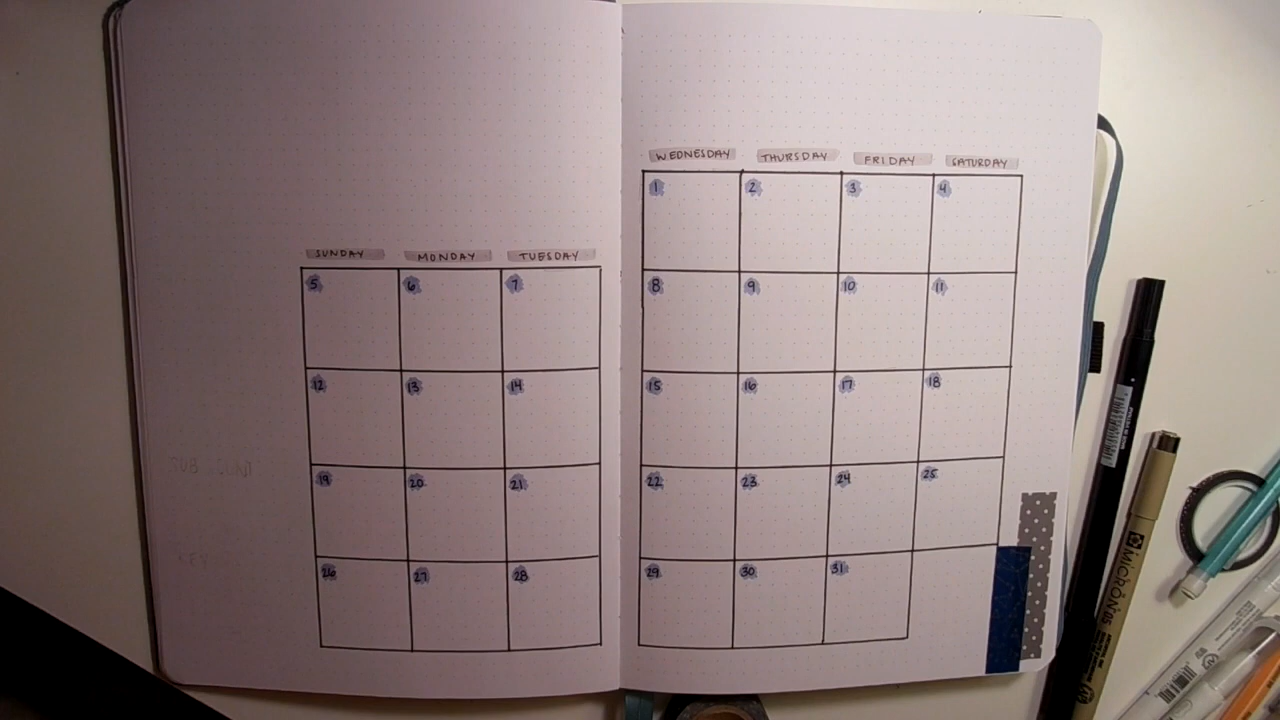 WEDNESDAY THURSDAY FRIDAY SATURDAY
1 2 3 4
SUNDAY MONDAY TUESDAY
5 6 7 8 9 10 11
12 13 14 15 16 17 18
19 20 21 22 23 24 25
26 27 28 29 30 31
MICRON 05